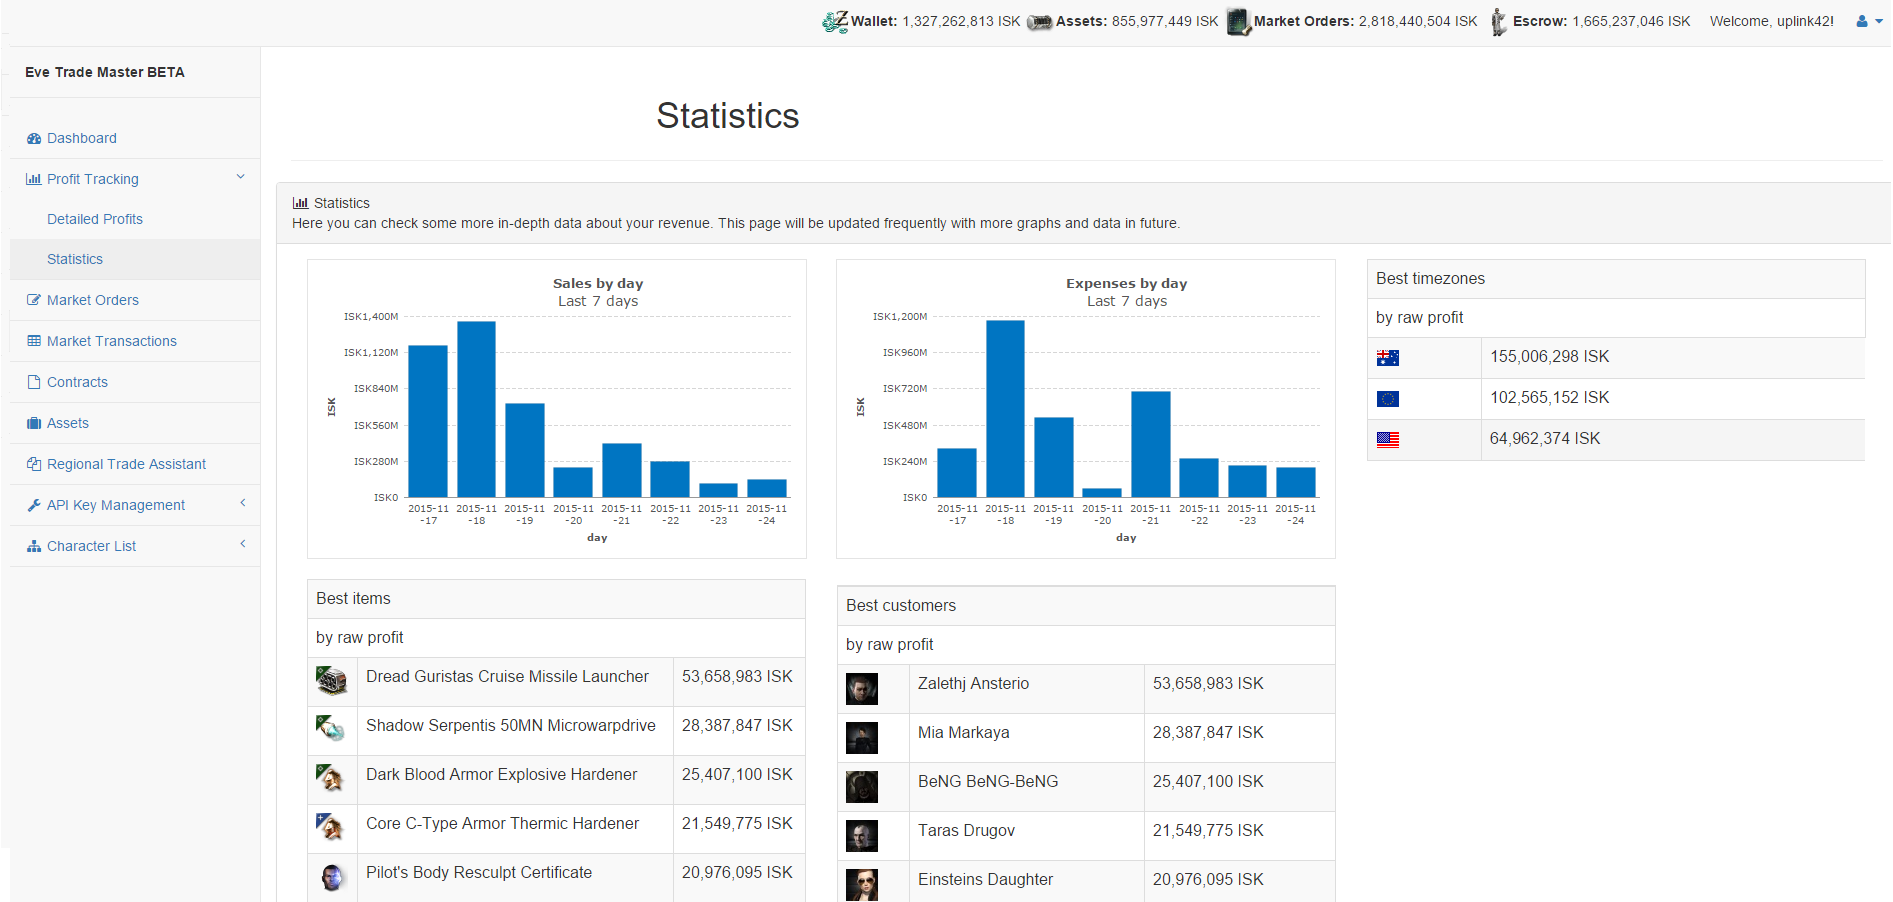 Wallet: 1,327,262,813 ISK Assets: 855,977,449 ISK Market Orders: 2,818,440,504 ISK Escrow: 1,665,237,046 ISK Welcome, uplink42!
Eve Trade Master BETA
Dashboard
Profit Tracking
Detailed Profits
Statistics
Market Orders
Market Transactions
Contracts
Assets
Regional Trade Assistant
API Key Management
Character List
Statistics
Statistics
Here you can check some more in-depth data about your revenue. This page will be updated frequently with more graphs and data in future.
Sales by day
Last 7 days
ISK
ISK1,400M
ISK1,120M
ISK840M
ISK560M
ISK280M
ISK0
2015-11 2015-11 2015-11 2015-11 2015-11 2015-11 2015-11 2015-11
-17 -18 -19 -20 -21 -22 -23 -24
day
Expenses by day
Last 7 days
ISK
ISK1,200M
ISK960M
ISK720M
ISK480M
ISK240M
ISK0
2015-11 2015-11 2015-11 2015-11 2015-11 2015-11 2015-11 2015-11
-17 -18 -19 -20 -21 -22 -23 -24
day
Best timezones
by raw profit
155,006,298 ISK
102,565,152 ISK
64,962,374 ISK
Best items
by raw profit
Dread Guristas Cruise Missile Launcher 53,658,983 ISK
Shadow Serpentis 50MN Microwarpdrive 28,387,847 ISK
Dark Blood Armor Explosive Hardener 25,407,100 ISK
Core C-Type Armor Thermic Hardener 21,549,775 ISK
Pilot's Body Resculpt Certificate 20,976,095 ISK
Best customers
by raw profit
Zalethj Ansterio 53,658,983 ISK
Mia Markaya 28,387,847 ISK
BeNG BeNG-BeNG 25,407,100 ISK
Taras Drugov 21,549,775 ISK
Einsteins Daughter 20,976,095 ISK